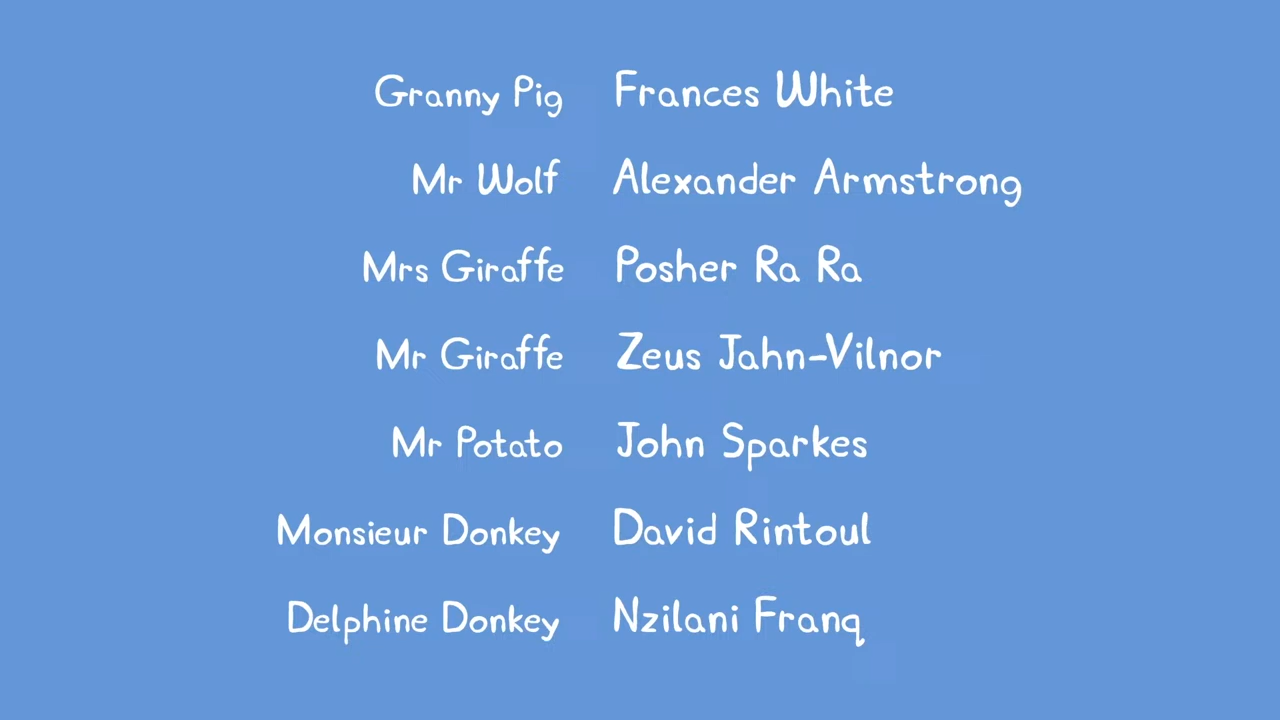 Granny Pig Frances White
Mr Wolf Alexander Armstrong
Mrs Giraffe Posher Ra Ra
Mr Giraffe Zeus Jahn-Vilnor
Mr Potato John Sparkes
Monsieur Donkey David Rintoul
Delphine Donkey Nzilani Franq